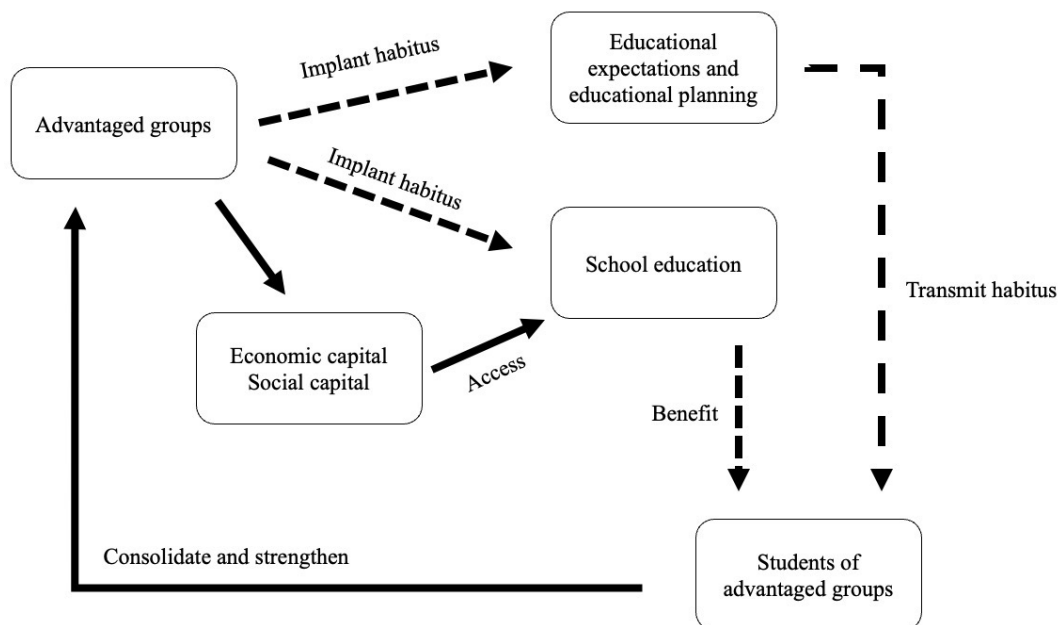 Implant habitus
Educational
expectations and
educational planning
Advantaged groups
Implant habitus
School education
Transmit habitus
Economic capital
Social capital
Access
Benefit
Consolidate and strengthen
Students of
advantaged groups